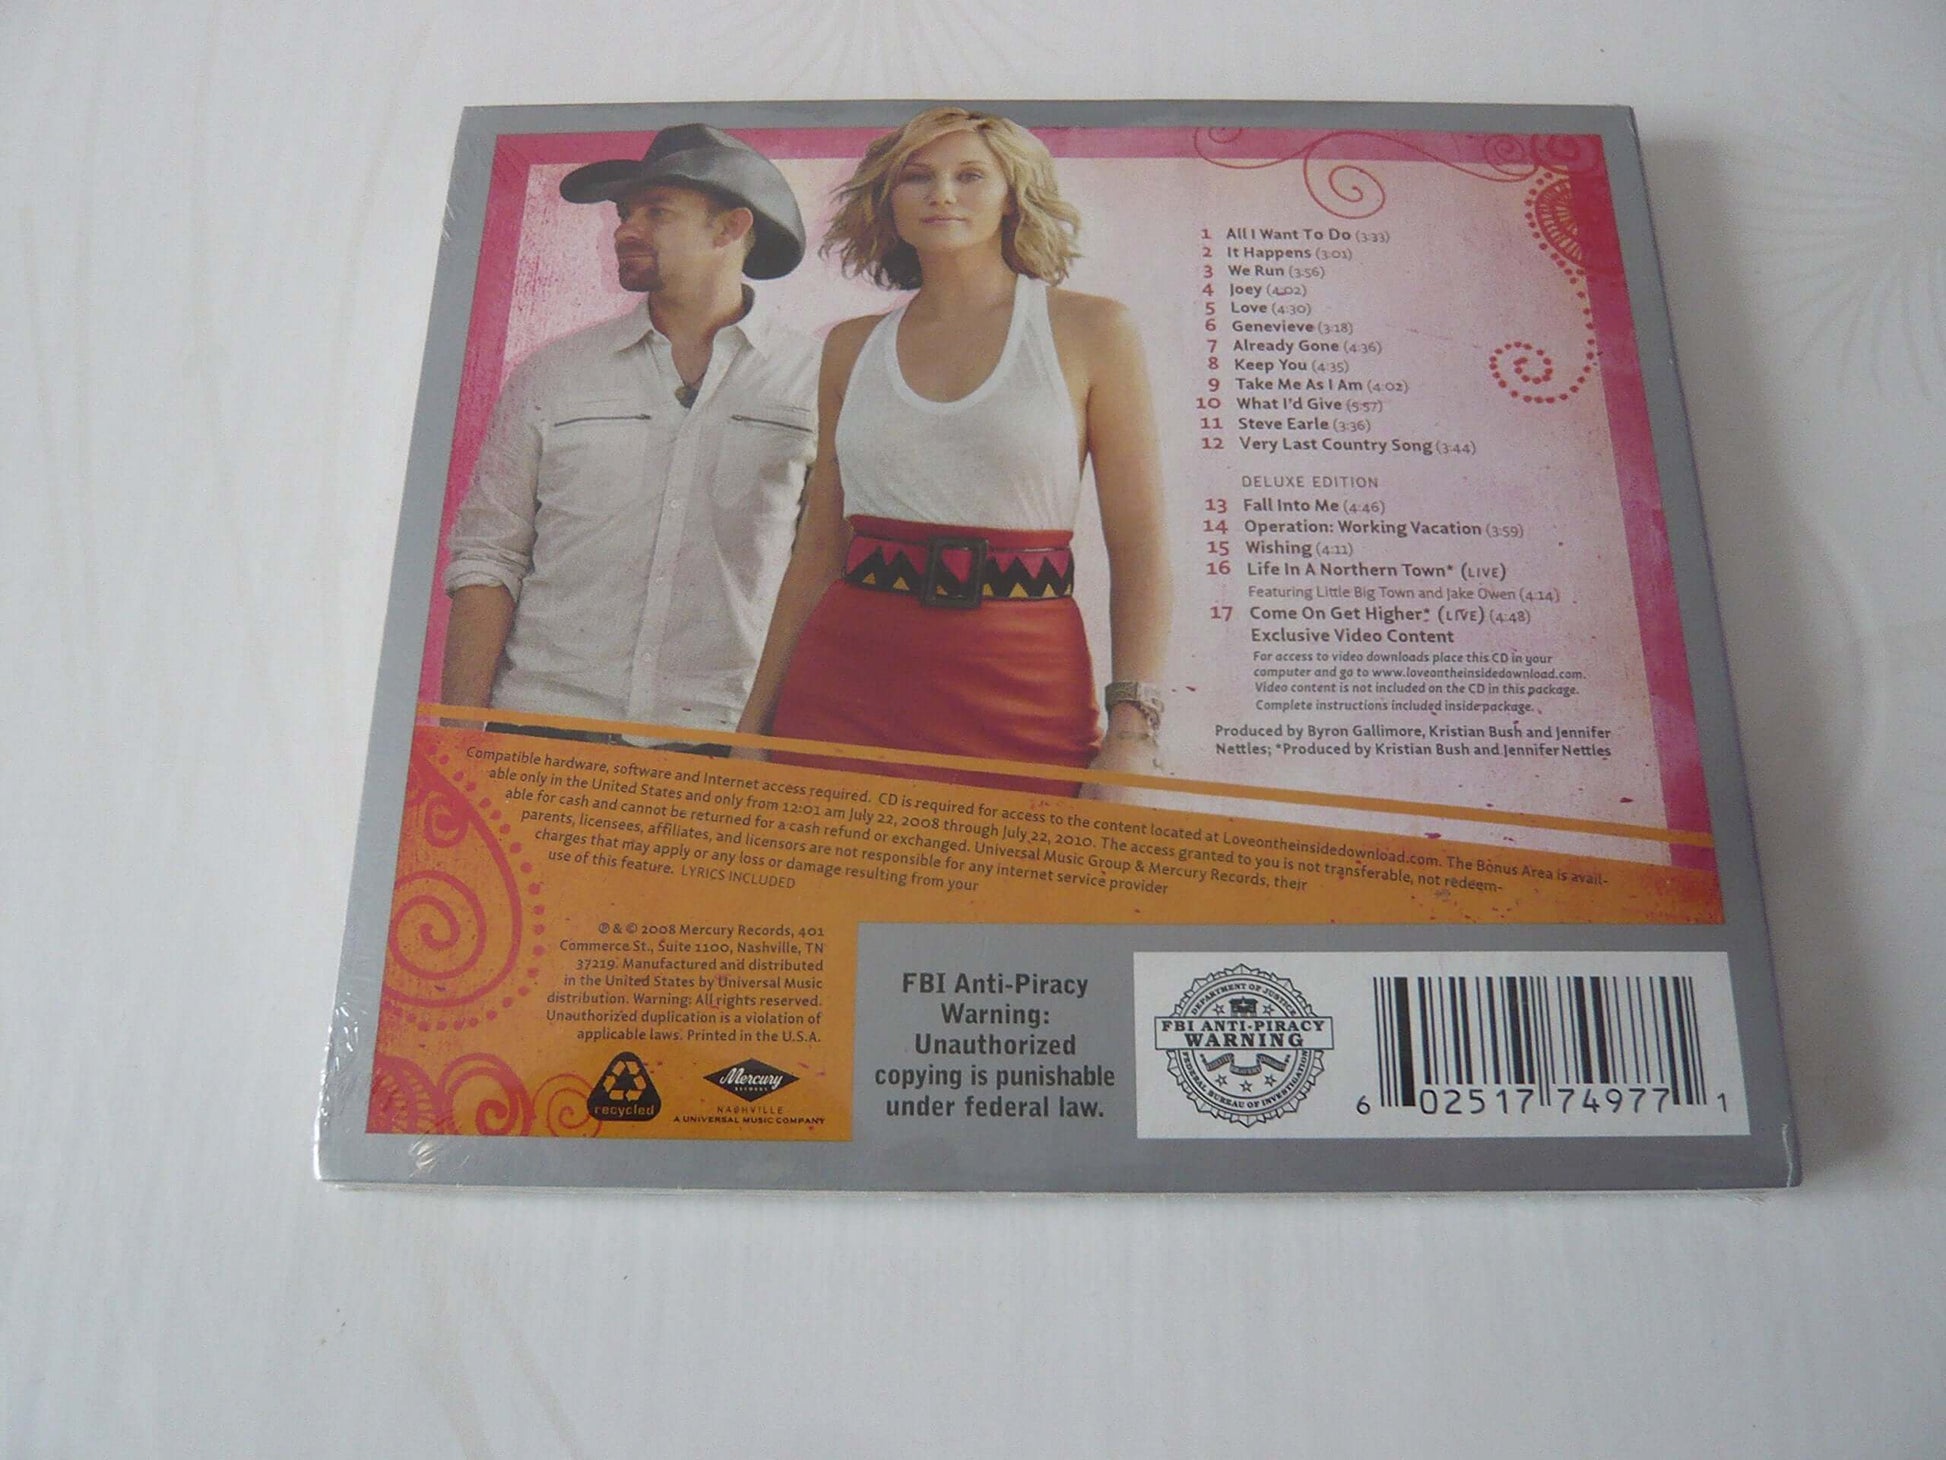 1 All I Want To Do (3:33)
2 It Happens (3:01)
3 We Run (3:56)
4 Joey (4:02)
5 Love (4:30)
6 Genevieve (3:18)
7 Already Gone (4:36)
8 Keep You (4:35)
9 Take Me As I Am (4:02)
10 What I'd Give (5:57)
11 Steve Earle (3:36)
12 Very Last Country Song (3:44)
DELUXE EDITION
13 Fall Into Me (4:46)
14 Operation: Working Vacation (3:59)
15 Wishing (4:11)
16 Life In A Northern Town* (LIVE)
Featuring Little Big Town and Jake Owen (4:14)
17 Come On Get Higher* (LIVE) (4:48)
Exclusive Video Content
For access to video downloads place this CD in your
computer and go to www.loveontheinsidedownload.com.
Video content is not included on the CD in this package.
Complete instructions included inside package.
Produced by Byron Gallimore, Kristian Bush and Jennifer
Nettles; *Produced by Kristian Bush and Jennifer Nettles
Compatible hardware, software and Internet access required. CD is required for access to the content located at Loveontheinsidedownload.com. The Bonus Area is avail-
able only in the United States and only from 12:01 am July 22, 2008 through July 22, 2010. The access granted to you is not transferable, not redeem-
able for cash and cannot be returned for a cash refund or exchanged. Universal Music Group & Mercury Records, their
parents, licensees, affiliates, and licensors are not responsible for any internet service provider
charges that may apply or any loss or damage resulting from your
use of this feature. LYRICS INCLUDED
℗ & © 2008 Mercury Records, 401
Commerce St., Suite 1100, Nashville, TN
37219. Manufactured and distributed
in the United States by Universal Music
distribution. Warning: All rights reserved.
Unauthorized duplication is a violation of
applicable laws. Printed in the U.S.A.
recycled
Mercury
RECORDS
NASHVILLE
A UNIVERSAL MUSIC COMPANY
FBI Anti-Piracy
Warning:
Unauthorized
copying is punishable
under federal law.
DEPARTMENT OF JUSTICE
FBI ANTI-PIRACY
WARNING
FEDERAL BUREAU OF INVESTIGATION
6 02517 74977 1